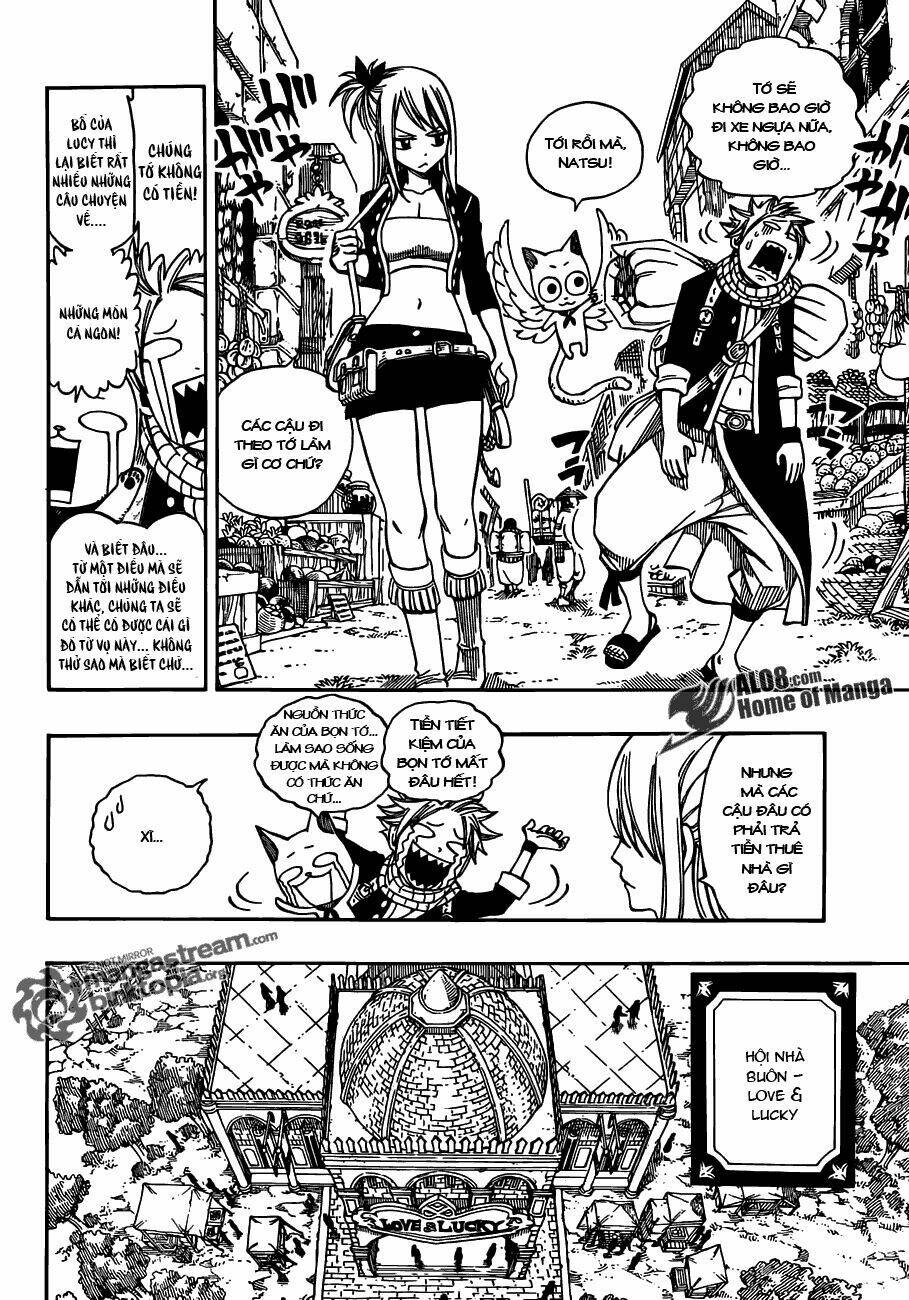 TỚ SẼ
KHÔNG BAO GIỜ
ĐI XE NGỰA NỮA,
KHÔNG BAO
GIỜ...
TỚI RỒI MÀ,
NATSU!
CÁC CẬU ĐI
THEO TỚ LÀM
GÌ CƠ CHỨ?
CHÚNG
TỚ KHÔNG
CÓ TIỀN!
BỐ CỦA
LUCY THÌ
LẠI BIẾT RẤT
NHIỀU NHỮNG
CÂU CHUYỆN
VỀ....
NHỮNG MÓN
CÁ NGON!
VÀ BIẾT ĐÂU...
TỪ MỘT ĐIỀU MÀ SẼ
DẪN TỚI NHỮNG ĐIỀU
KHÁC, CHÚNG TA SẼ
CÓ THỂ CÓ ĐƯỢC CÁI GÌ
ĐÓ TỪ VỤ NÀY... KHÔNG
THỬ SAO MÀ BIẾT CHỨ...
AL08.com
Home of Manga
NHƯNG
MÀ CÁC
CẬU ĐÂU CÓ
PHẢI TRẢ
TIỀN THUÊ
NHÀ GÌ
ĐÂU?
TIỀN TIẾT
KIỆM CỦA
BỌN TỚ MẤT
ĐÂU HẾT!
NGUỒN THỨC
ĂN CỦA BỌN TỚ...
LÀM SAO SỐNG
ĐƯỢC MÀ KHÔNG
CÓ THỨC ĂN
CHỨ...
XÌ...
HỘI NHÀ
BUÔN -
LOVE &
LUCKY
DO NOT MIRROR
mangastream.com
LOVE & LUCKY